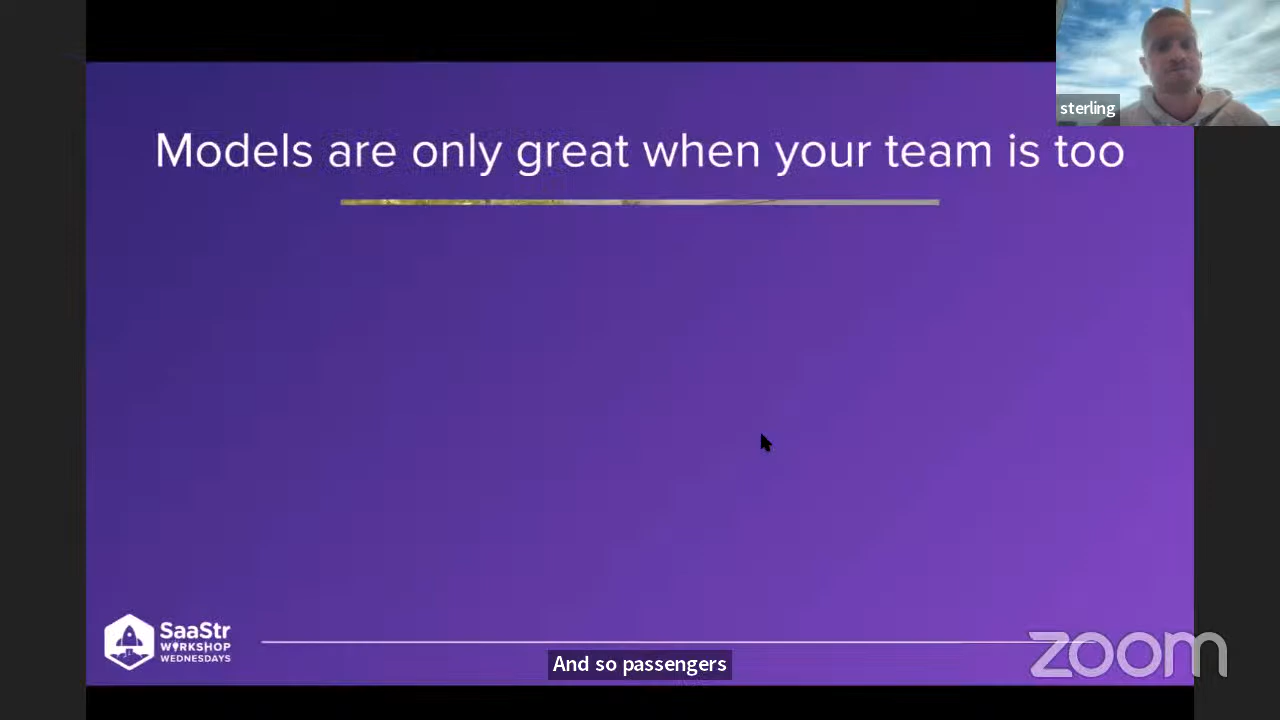 sterling
Models are only great when your team is too
SaaStr
WORKSHOP
WEDNESDAYS
And so passengers
zoom